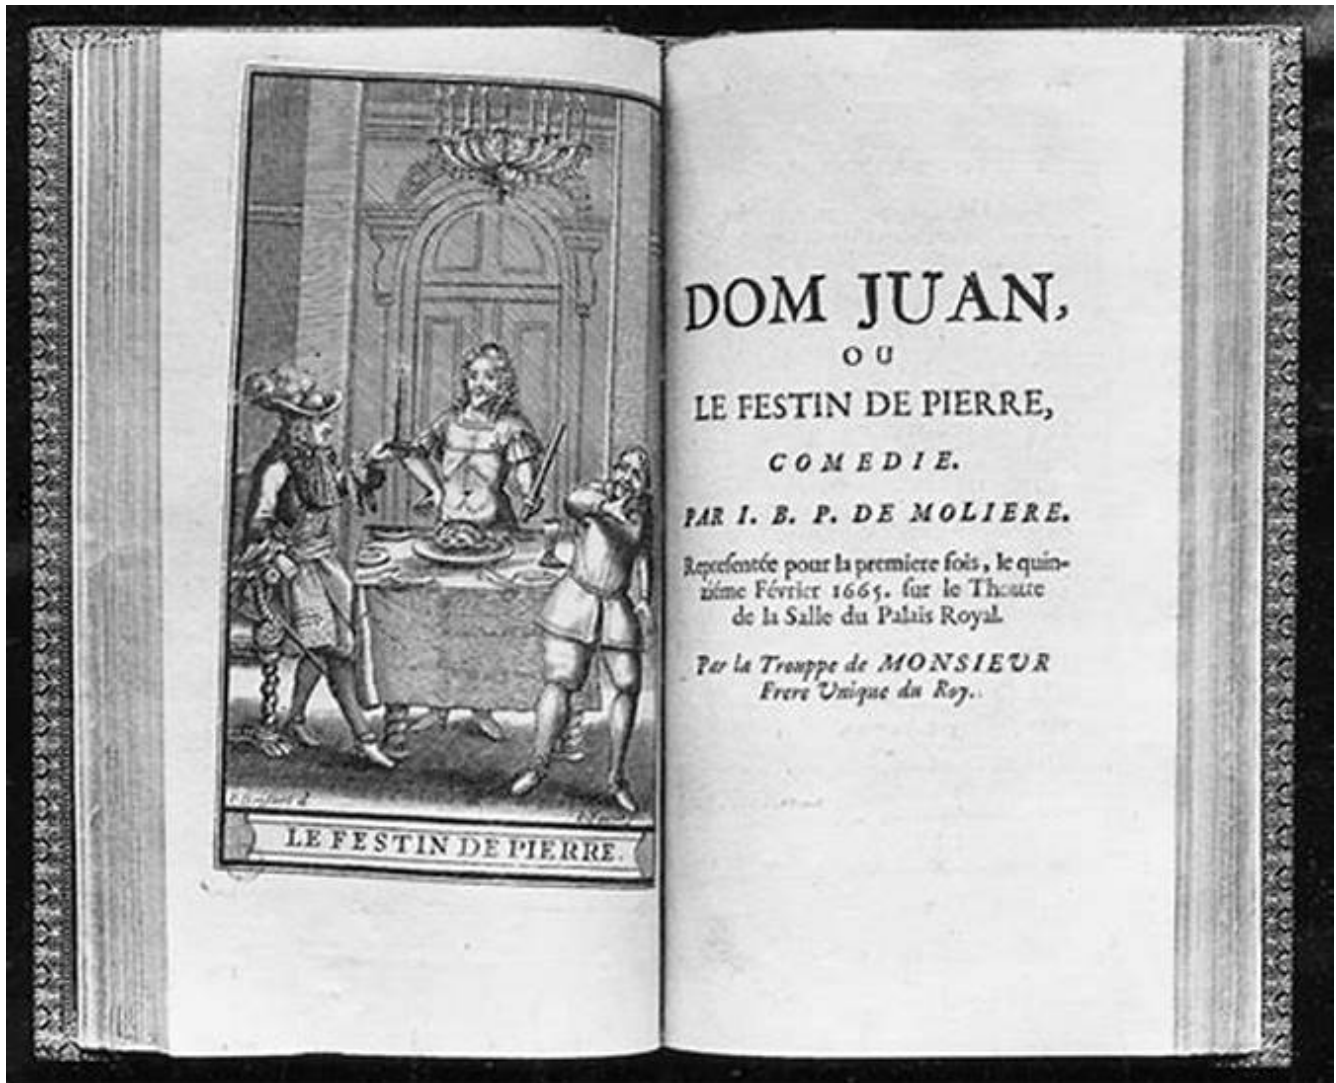 LE FESTIN DE PIERRE.
DOM JUAN,
OU
LE FESTIN DE PIERRE,
COMEDIE.
PAR I. B. P. DE MOLIERE.
Representée pour la premiere fois, le quin-
ziéme Février 1665. sur le Theatre
de la Salle du Palais Royal.
Par la Trouppe de MONSIEUR
Frere Unique du Roy.